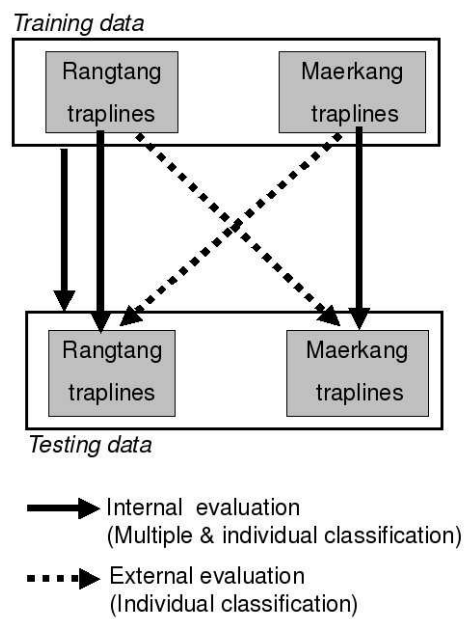 Training data
Rangtang
traplines
Maerkang
traplines
Rangtang
traplines
Maerkang
traplines
Testing data
Internal evaluation
(Multiple & individual classification)
External evaluation
(Individual classification)